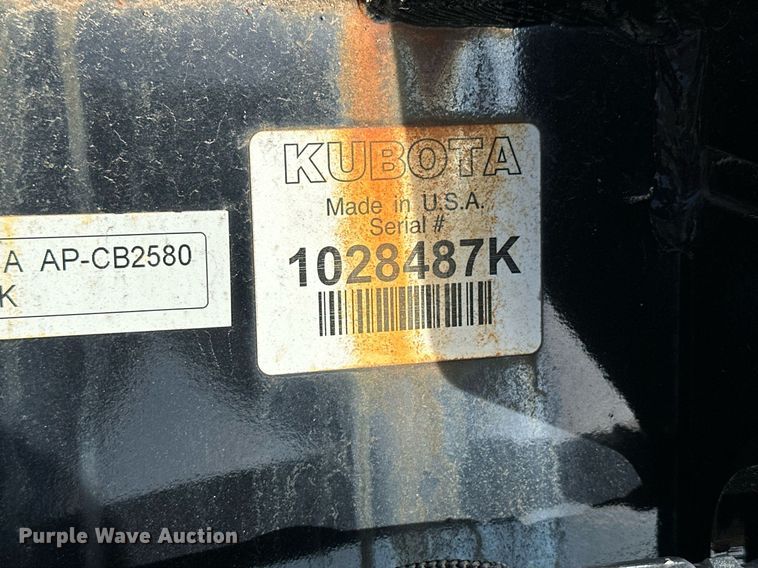 KUBOTA
Made in U.S.A.
Serial #
1028487K
A AP-CB2580
K
Purple Wave Auction